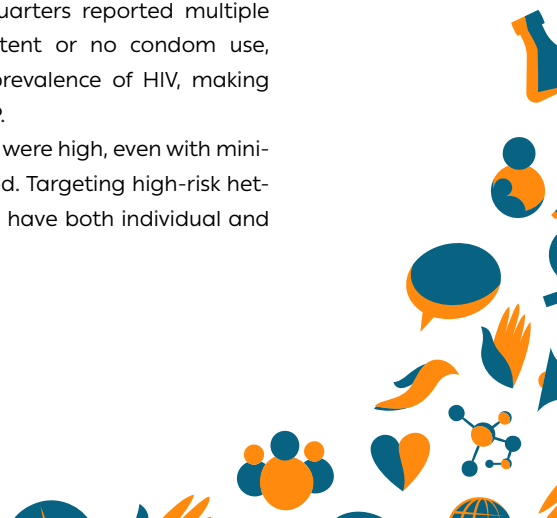 uarters reported multiple
tent or no condom use,
revalence of HIV, making
were high, even with mini-
d. Targeting high-risk het-
have both individual and